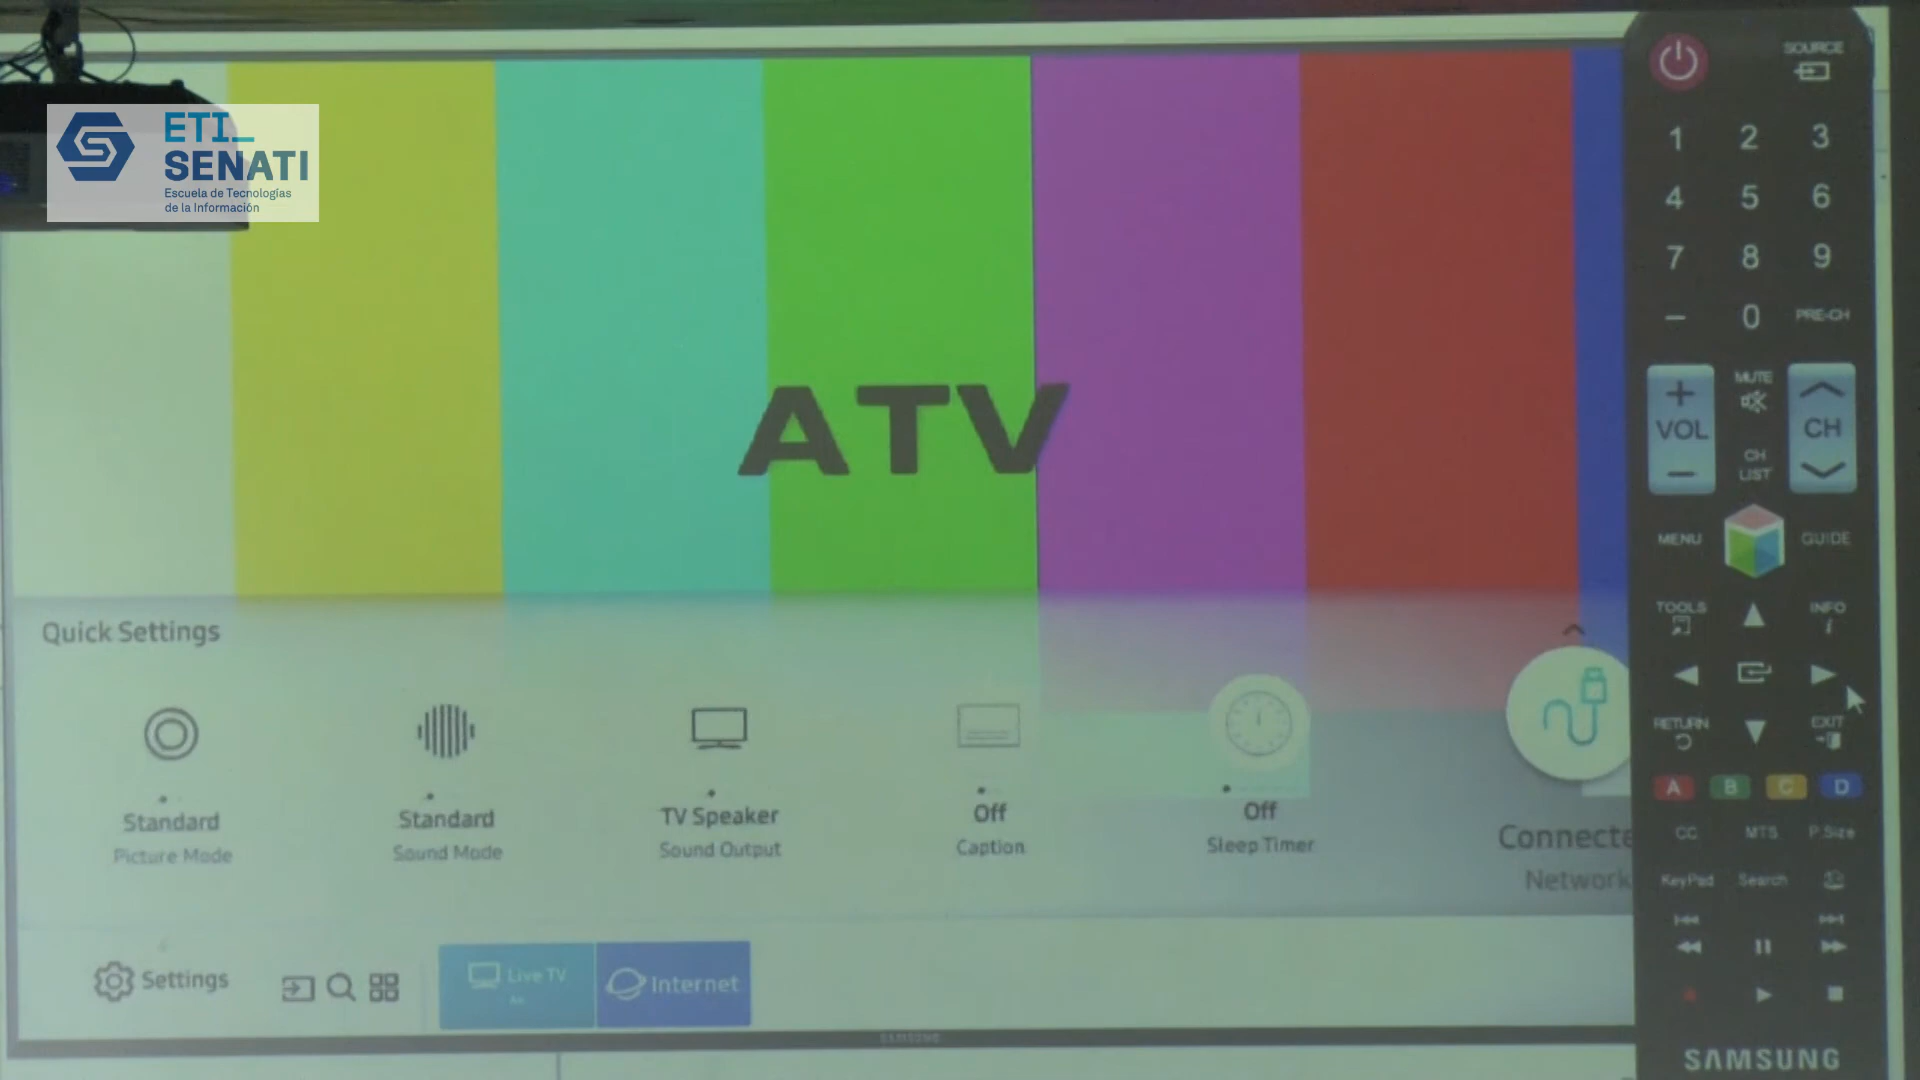 ETI_
SENATI
Escuela de Tecnologías
de la Información
ATV
Quick Settings
Standard
Picture Mode
Standard
Sound Mode
TV Speaker
Sound Output
Off
Caption
Off
Sleep Timer
Connecte
Network
Settings
Live TV
Air
Internet
SAMSUNG
SOURCE
1 2 3
4 5 6
7 8 9
- 0 PRE-CH
+ MUTE
VOL CH
- CH LIST
MENU GUIDE
TOOLS INFO
i
RETURN EXIT
A B C D
CC MTS P.Size
KeyPad Search
SAMSUNG